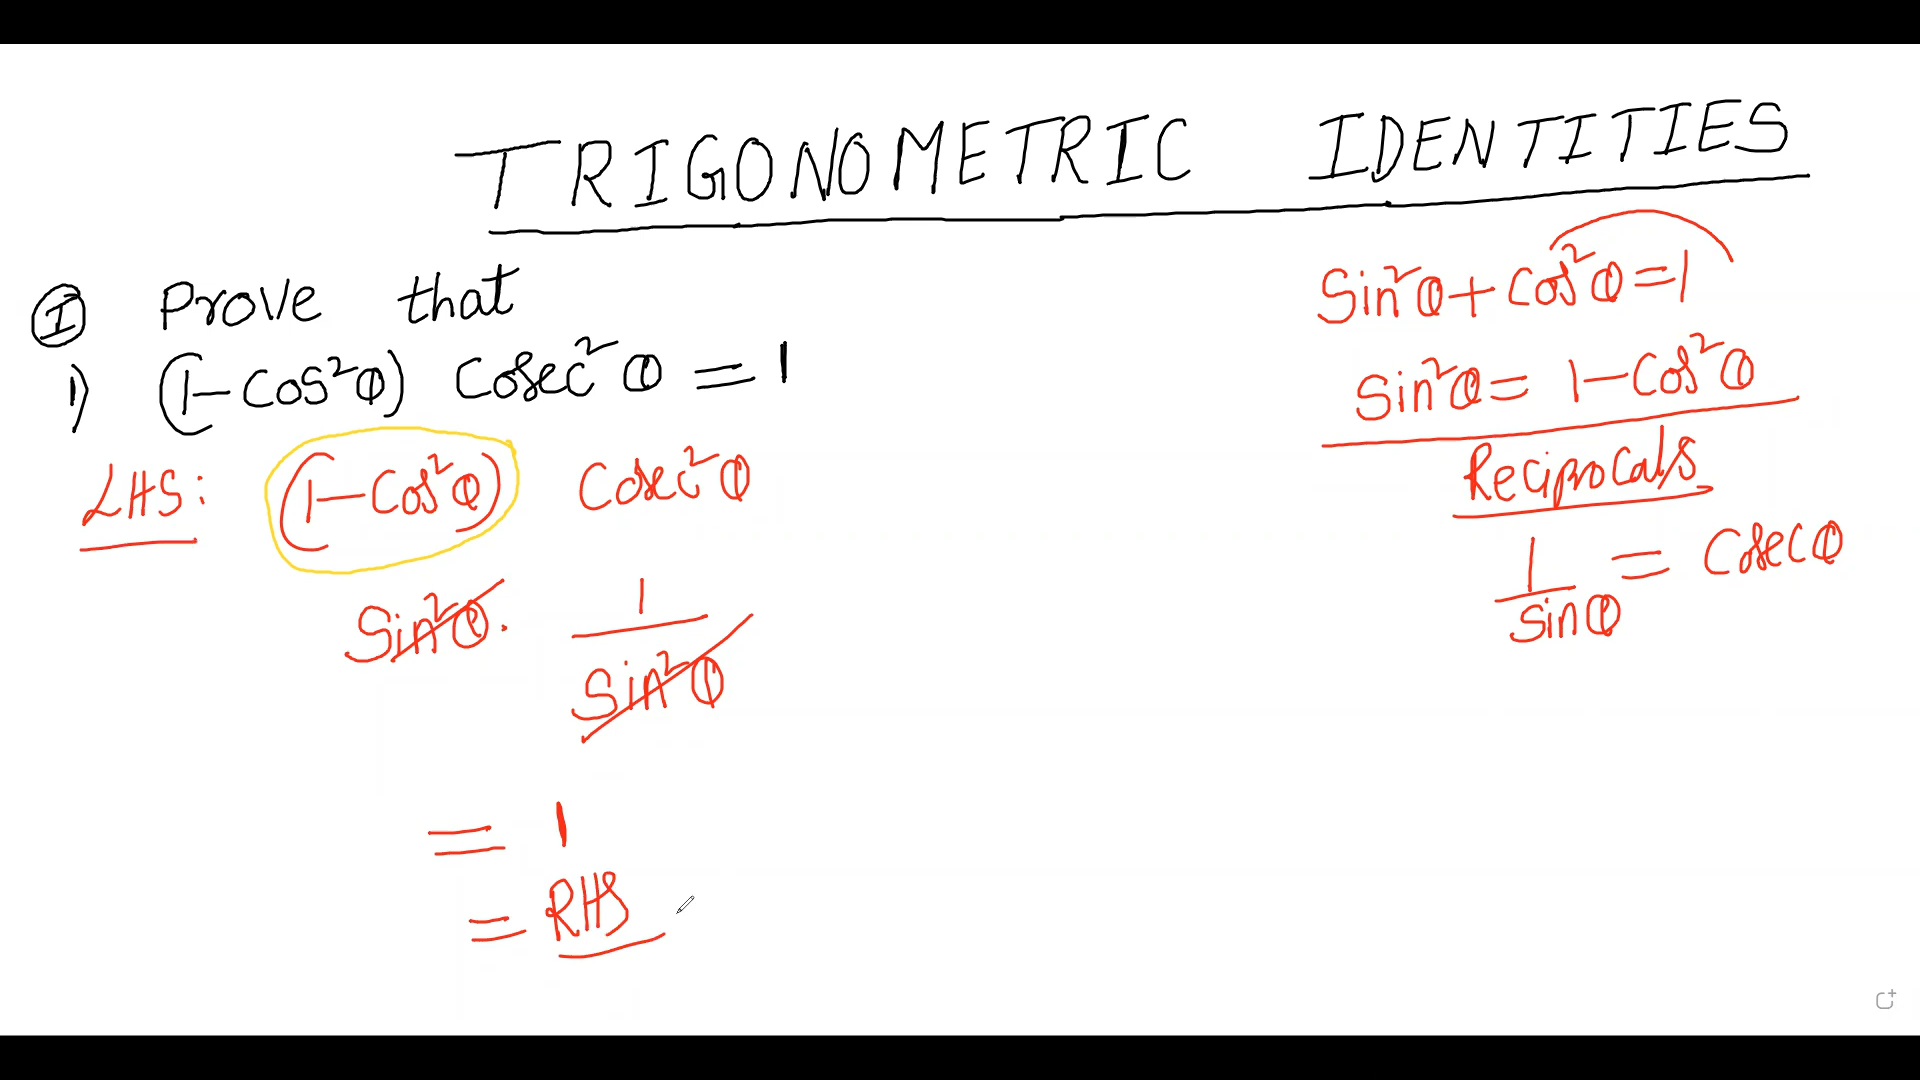 TRIGONOMETRIC IDENTITIES
Ⓘ Prove that
1) (1-Cos²θ) Cosec²θ = 1
LHS: (1-Cos²θ) Cosec²θ
Sin²θ. 1/Sin²θ
= 1
= RHS
Sin²θ + Cos²θ = 1
Sin²θ = 1-Cos²θ
Reciprocals
1/sinθ = Cosecθ